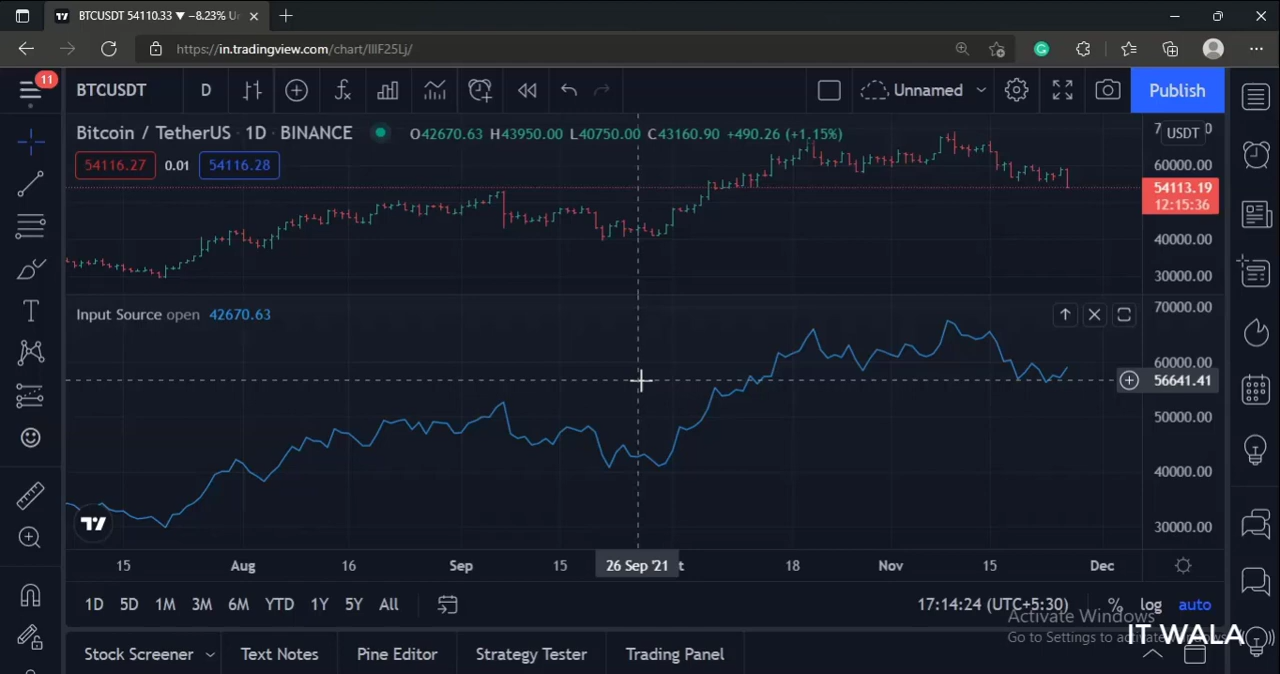 BTCUSDT 54110.33 ▼ −8.23% U
https://in.tradingview.com/chart/IIIF25Lj/
11
BTCUSDT D Unnamed Publish
Bitcoin / TetherUS 1D · BINANCE O42670.63 H43950.00 L40750.00 C43160.90 +490.26 (+1.15%)
USDT
54116.27 0.01 54116.28
60000.00
54113.19
12:15:36
40000.00
30000.00
Input Source open 42670.63
70000.00
60000.00
56641.41
50000.00
40000.00
30000.00
15 Aug 16 Sep 15 26 Sep '21 18 Nov 15 Dec
1D 5D 1M 3M 6M YTD 1Y 5Y All 17:14:24 (UTC+5:30) % log auto
Activate Windows
Go to Settings to activate Windows.
IT WALA
Stock Screener Text Notes Pine Editor Strategy Tester Trading Panel